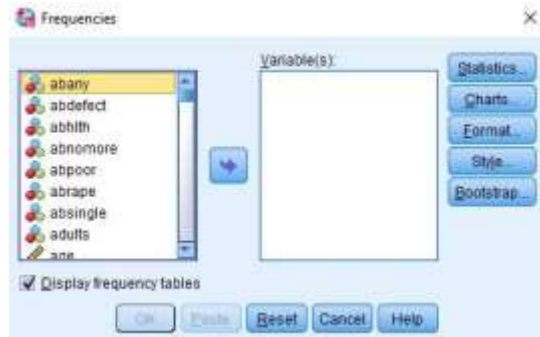 Frequencies
Variable(s):
abany
abdefect
abhlth
abnomore
abpoor
abrape
absingle
adults
age
Statistics...
Charts...
Format...
Style...
Bootstrap...
Display frequency tables
OK
Paste
Reset
Cancel
Help